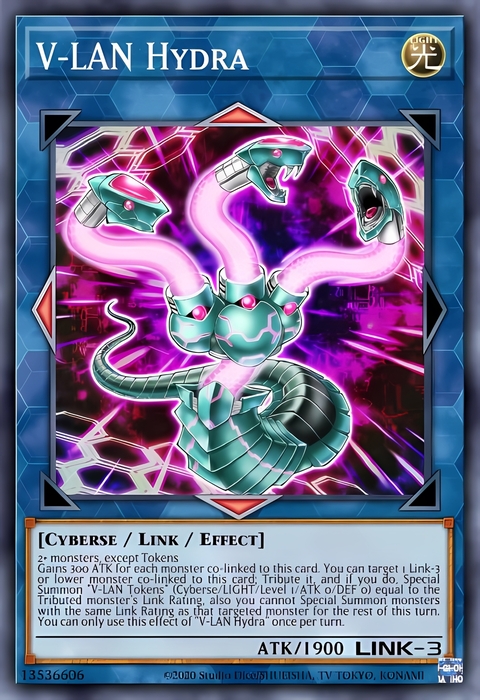 V-LAN Hydra
LIGHT
光
[Cyberse / Link / Effect]
2+ monsters, except Tokens
Gains 300 ATK for each monster co-linked to this card. You can target 1 Link-3
or lower monster co-linked to this card; Tribute it, and if you do, Special
Summon "V-LAN Tokens" (Cyberse/LIGHT/Level 1/ATK 0/DEF 0) equal to the
Tributed monster's Link Rating, also you cannot Special Summon monsters
with the same Link Rating as that targeted monster for the rest of this turn.
You can only use this effect of "V-LAN Hydra" once per turn.
ATK/1900 LINK-3
13536606 ©2020 Studio Dice/SHUEISHA, TV TOKYO, KONAMI